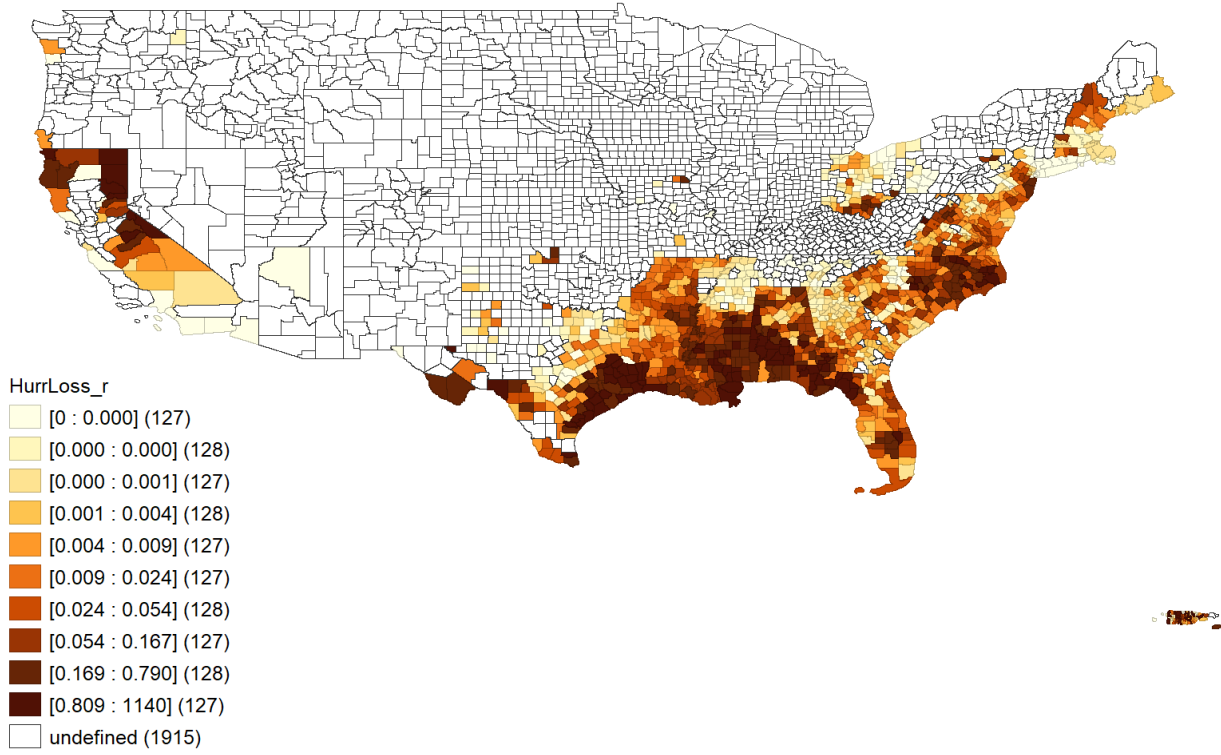 HurrLoss_r
[0 : 0.000] (127)
[0.000 : 0.000] (128)
[0.000 : 0.001] (127)
[0.001 : 0.004] (128)
[0.004 : 0.009] (127)
[0.009 : 0.024] (127)
[0.024 : 0.054] (128)
[0.054 : 0.167] (127)
[0.169 : 0.790] (128)
[0.809 : 1140] (127)
undefined (1915)